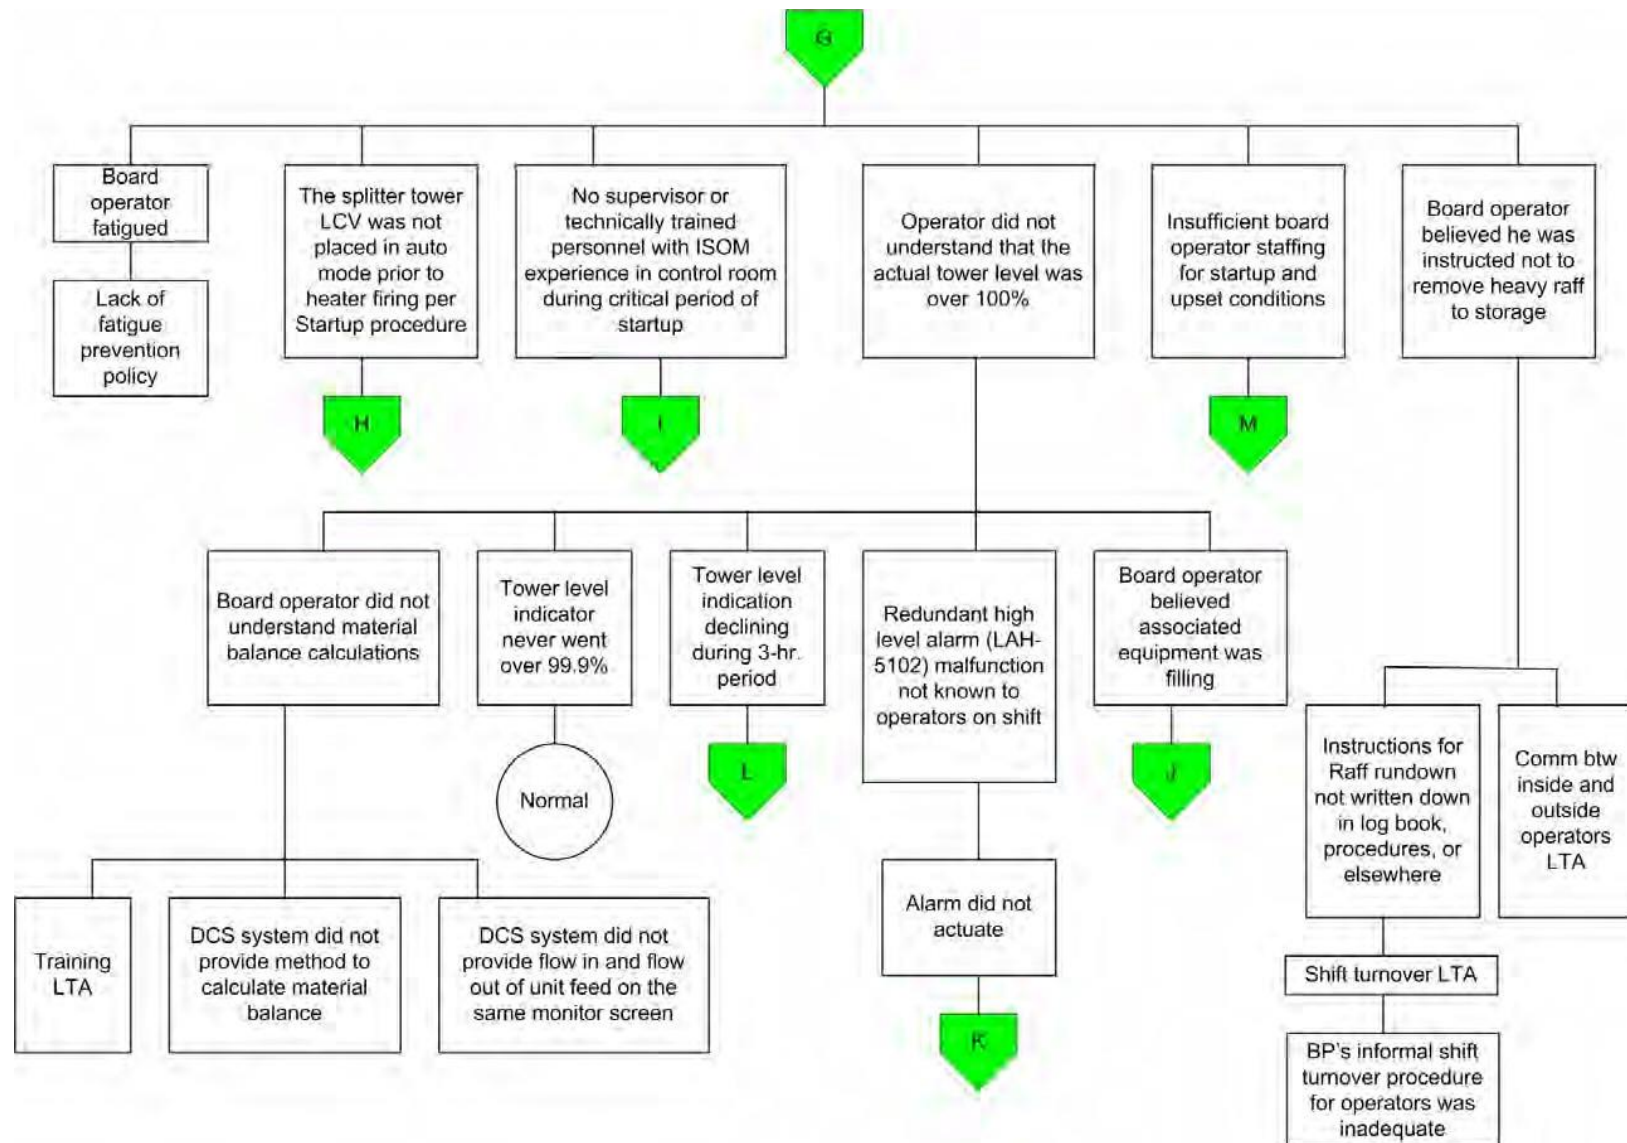 G
Board
operator
fatigued
Lack of
fatigue
prevention
policy
The splitter tower
LCV was not
placed in auto
mode prior to
heater firing per
Startup procedure
H
No supervisor or
technically trained
personnel with ISOM
experience in control room
during critical period of
startup
I
Operator did not
understand that the
actual tower level was
over 100%
Insufficient board
operator staffing
for startup and
upset conditions
M
Board operator
believed he was
instructed not to
remove heavy raff
to storage
Board operator did not
understand material
balance calculations
Tower level
indicator
never went
over 99.9%
Normal
Tower level
indication
declining
during 3-hr.
period
L
Redundant high
level alarm (LAH-
5102) malfunction
not known to
operators on shift
Alarm did not
actuate
K
Board operator
believed
associated
equipment was
filling
J
Instructions for
Raff rundown
not written down
in log book,
procedures, or
elsewhere
Comm btw
inside and
outside
operators
LTA
Shift turnover LTA
BP's informal shift
turnover procedure
for operators was
inadequate
Training
LTA
DCS system did not
provide method to
calculate material
balance
DCS system did not
provide flow in and flow
out of unit feed on the
same monitor screen